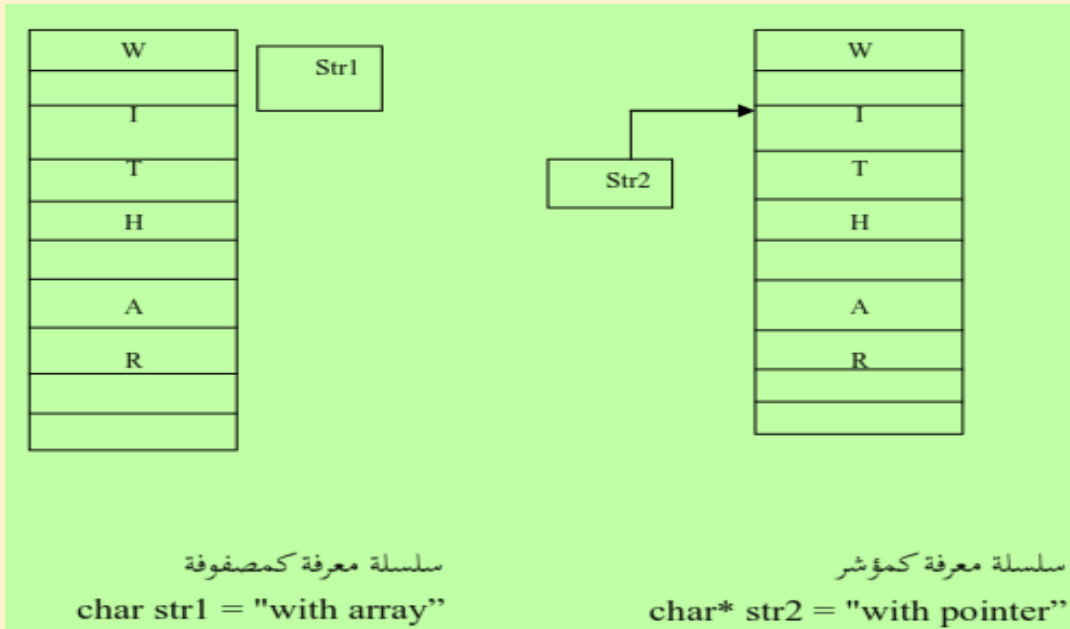 W
I
T
H
A
R
Str1
Str2
W
I
T
H
A
R
سلسلة معرفة كمصفوفة
char str1 = "with array”
سلسلة معرفة كمؤشر
char* str2 = "with pointer”